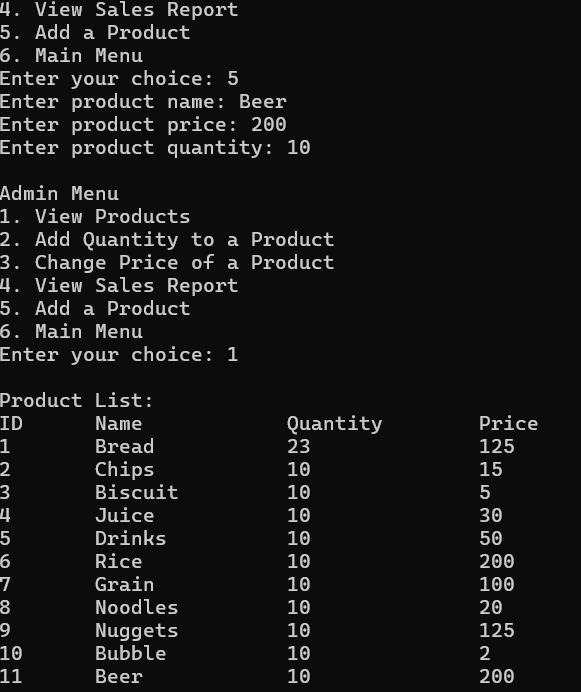 4. View Sales Report
5. Add a Product
6. Main Menu
Enter your choice: 5
Enter product name: Beer
Enter product price: 200
Enter product quantity: 10
Admin Menu
1. View Products
2. Add Quantity to a Product
3. Change Price of a Product
4. View Sales Report
5. Add a Product
6. Main Menu
Enter your choice: 1
Product List:
ID Name Quantity Price
1 Bread 23 125
2 Chips 10 15
3 Biscuit 10 5
4 Juice 10 30
5 Drinks 10 50
6 Rice 10 200
7 Grain 10 100
8 Noodles 10 20
9 Nuggets 10 125
10 Bubble 10 2
11 Beer 10 200